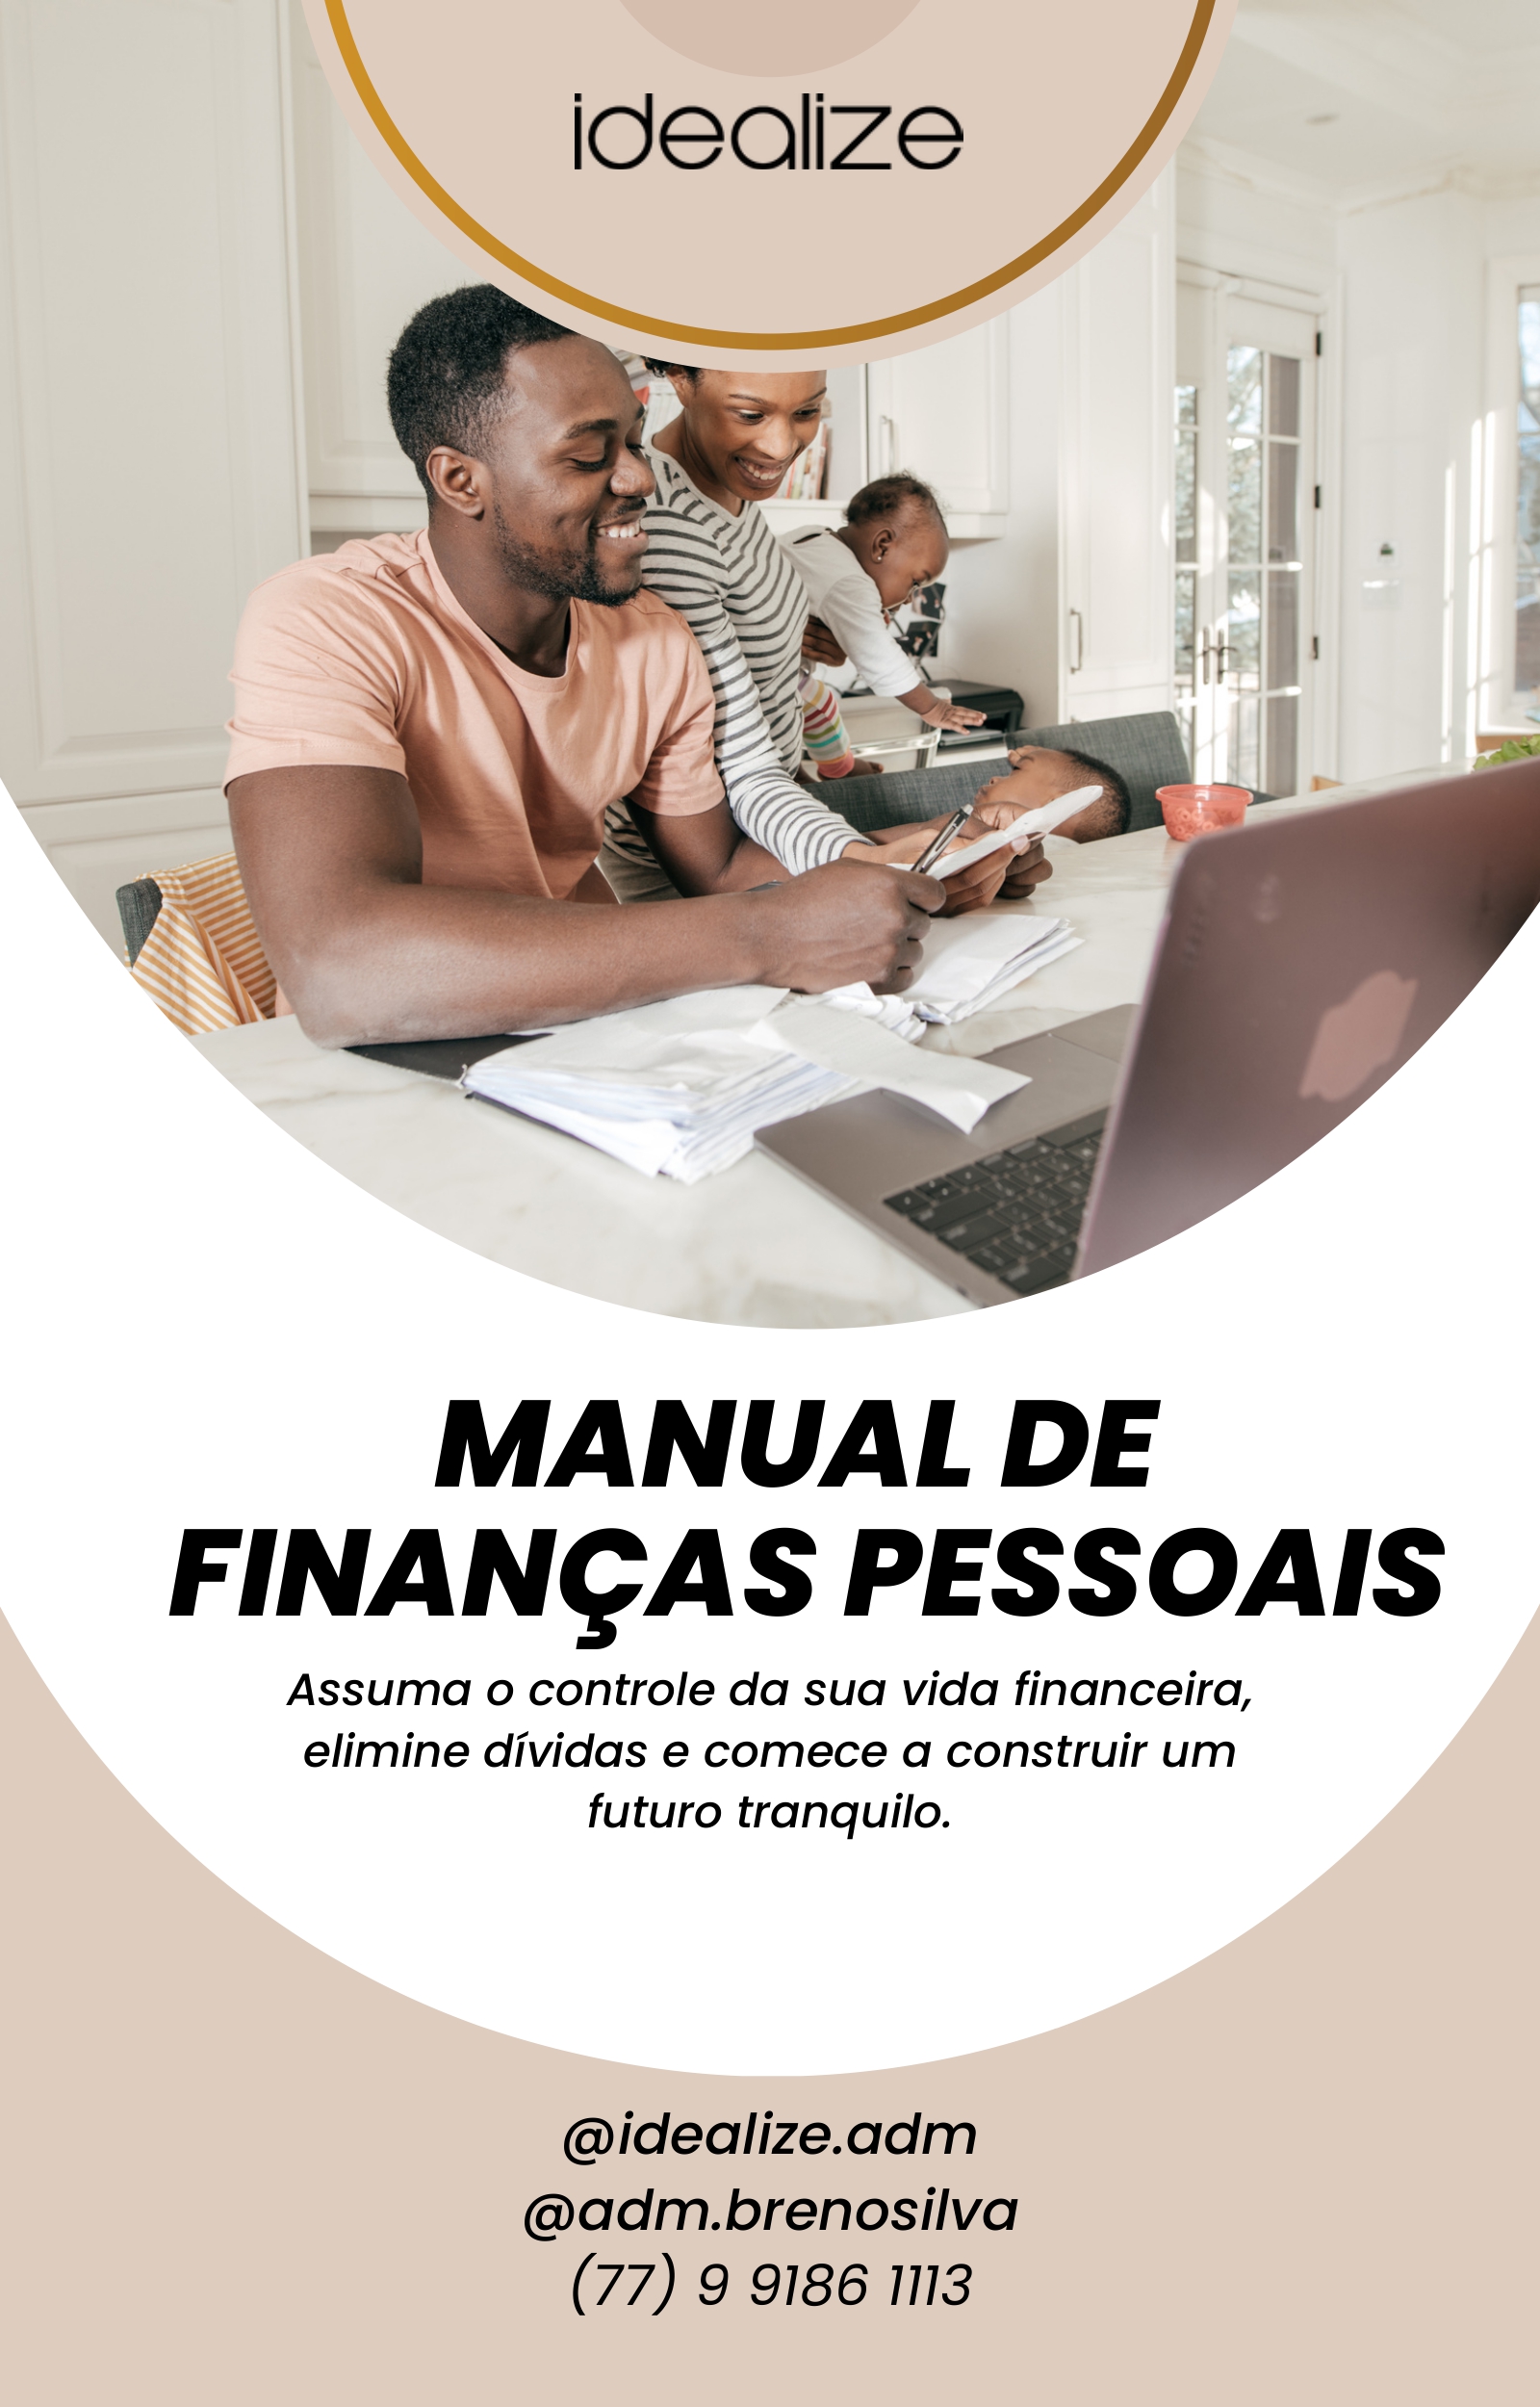 idealize
MANUAL DE
FINANÇAS PESSOAIS
Assuma o controle da sua vida financeira,
elimine dívidas e comece a construir um
futuro tranquilo.
@idealize.adm
@adm.brenosilva
(77) 9 9186 1113